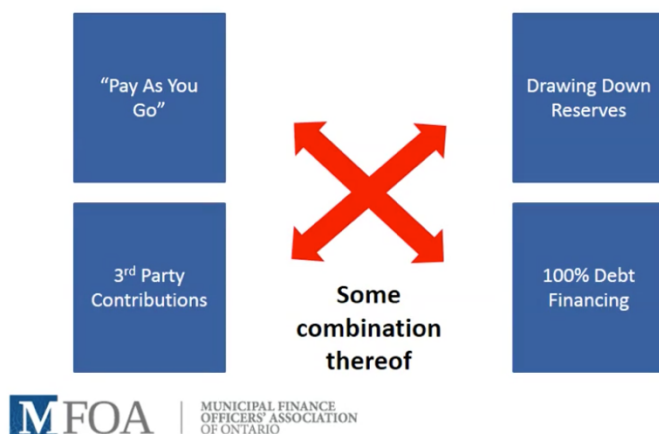 “Pay As You
Go”
Drawing Down
Reserves
3rd Party
Contributions
100% Debt
Financing
Some
combination
thereof
MFOA
MUNICIPAL FINANCE
OFFICERS’ ASSOCIATION
OF ONTARIO